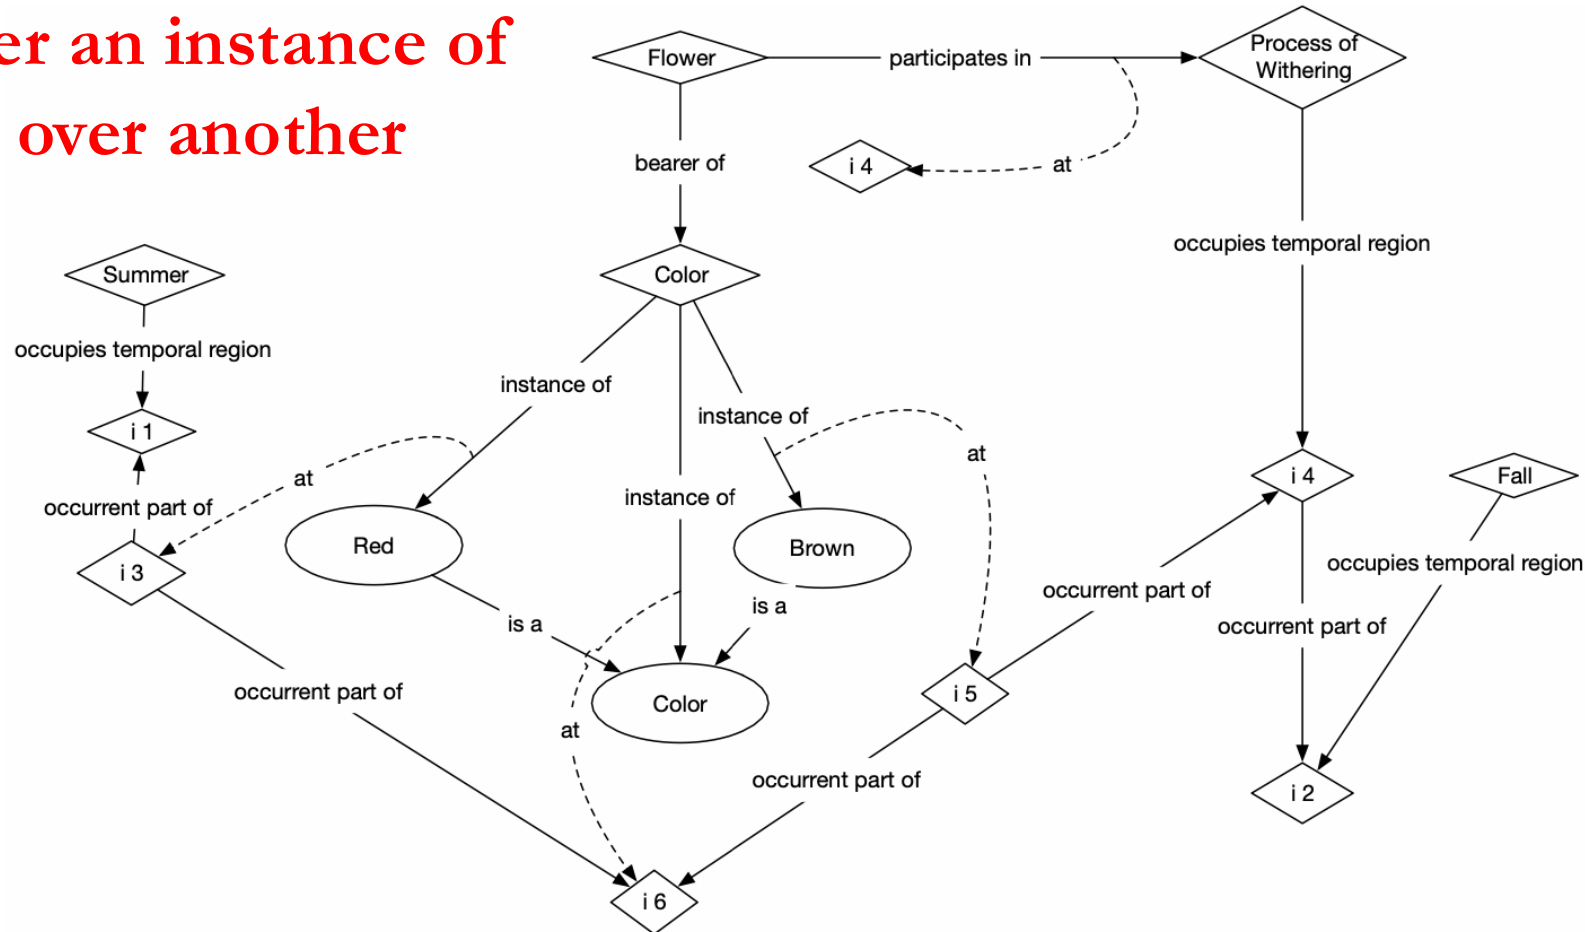 er an instance of
over another
Flower
participates in
Process of
Withering
bearer of
i 4
at
occupies temporal region
Summer
Color
occupies temporal region
instance of
instance of
i 1
at
at
i 4
Fall
occurrent part of
instance of
Red
Brown
i 3
occupies temporal region
occurrent part of
is a
is a
occurrent part of
occurrent part of
i 5
Color
at
occurrent part of
i 2
i 6